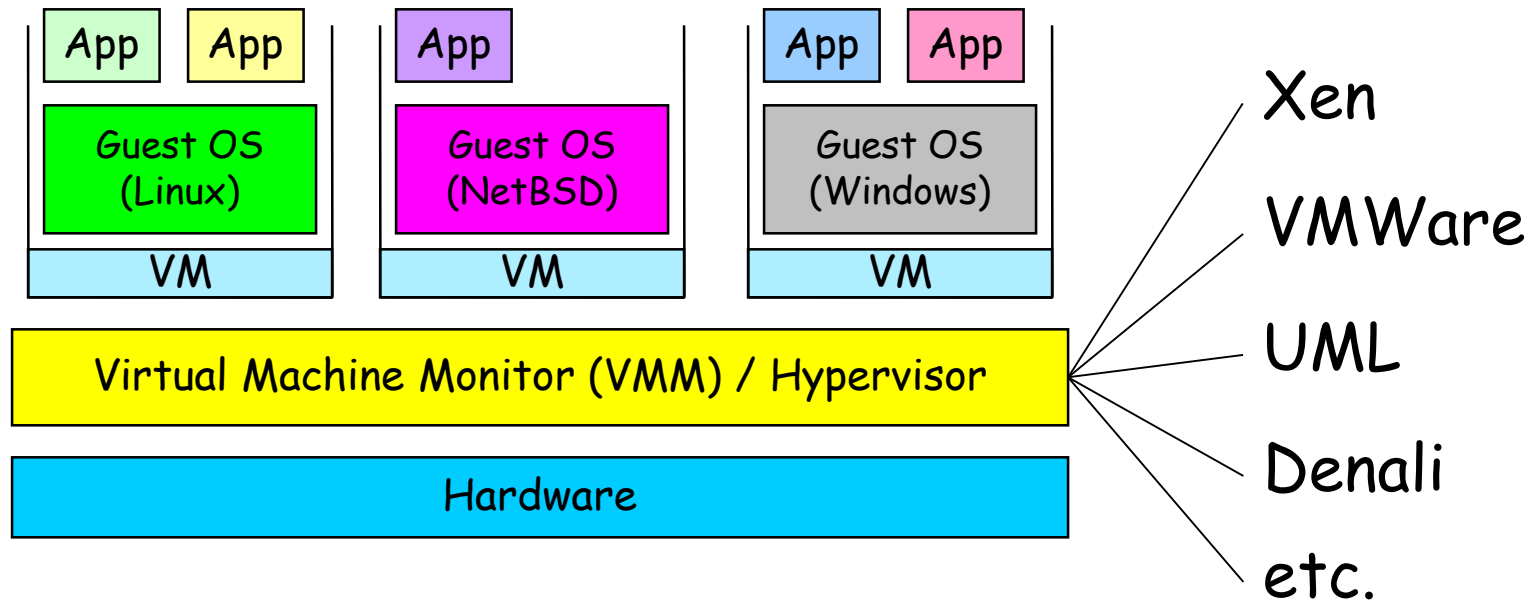 App
App
App
App
App
Guest OS
(Linux)
Guest OS
(NetBSD)
Guest OS
(Windows)
VM
VM
VM
Virtual Machine Monitor (VMM) / Hypervisor
Hardware
Xen
VMWare
UML
Denali
etc.